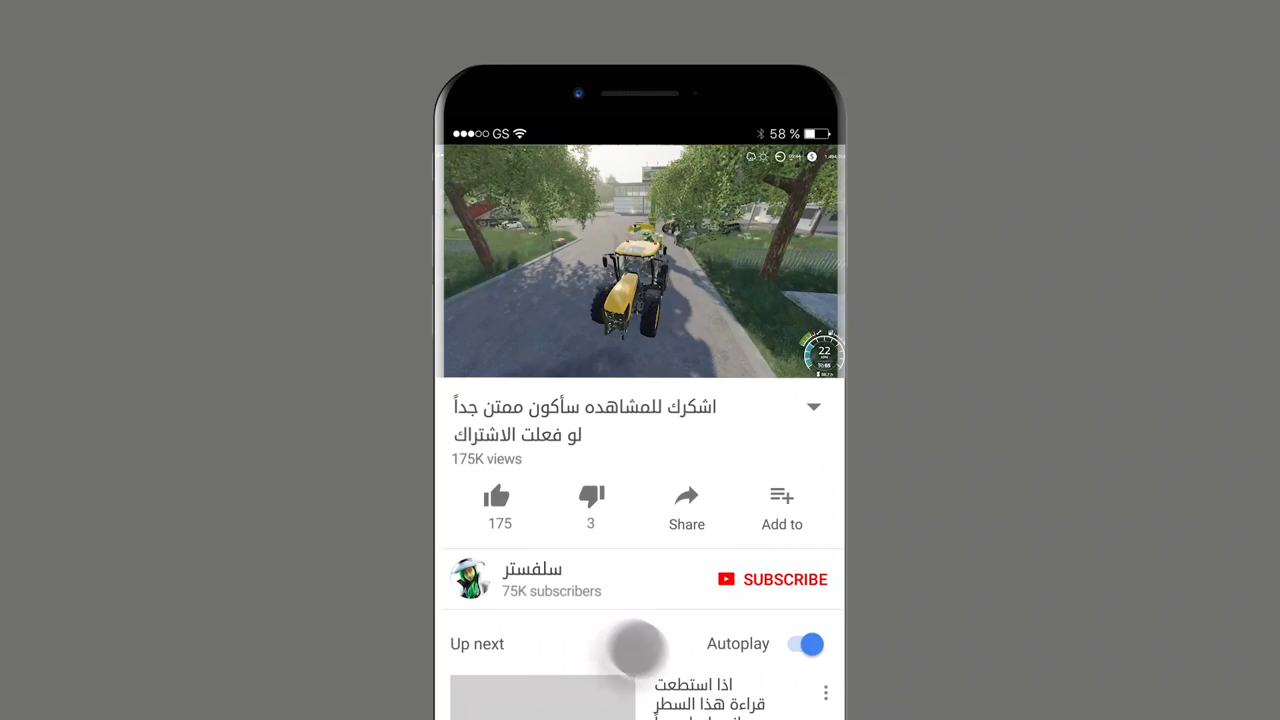 GS
58 %
22
اشكرك للمشاهده سأكون ممتن جداً
لو فعلت الاشتراك
175K views
175
3
Share
Add to
سلفستر
75K subscribers
SUBSCRIBE
Up next
Autoplay
اذا استطعت
قراءة هذا السطر